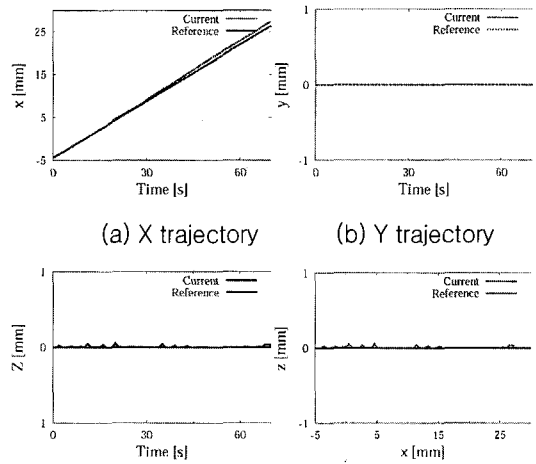 Current
Reference
x [mm]
25
15
5
-5
0 30 60
Time [s]
(a) X trajectory
Current
Reference
y [mm]
1
0
-1
0 30 60
Time [s]
(b) Y trajectory
Current
Reference
Z [mm]
1
0
1
0 30 60
Time [s]
Current
Reference
z [mm]
1
0
-1
-5 5 15 25
x [mm]